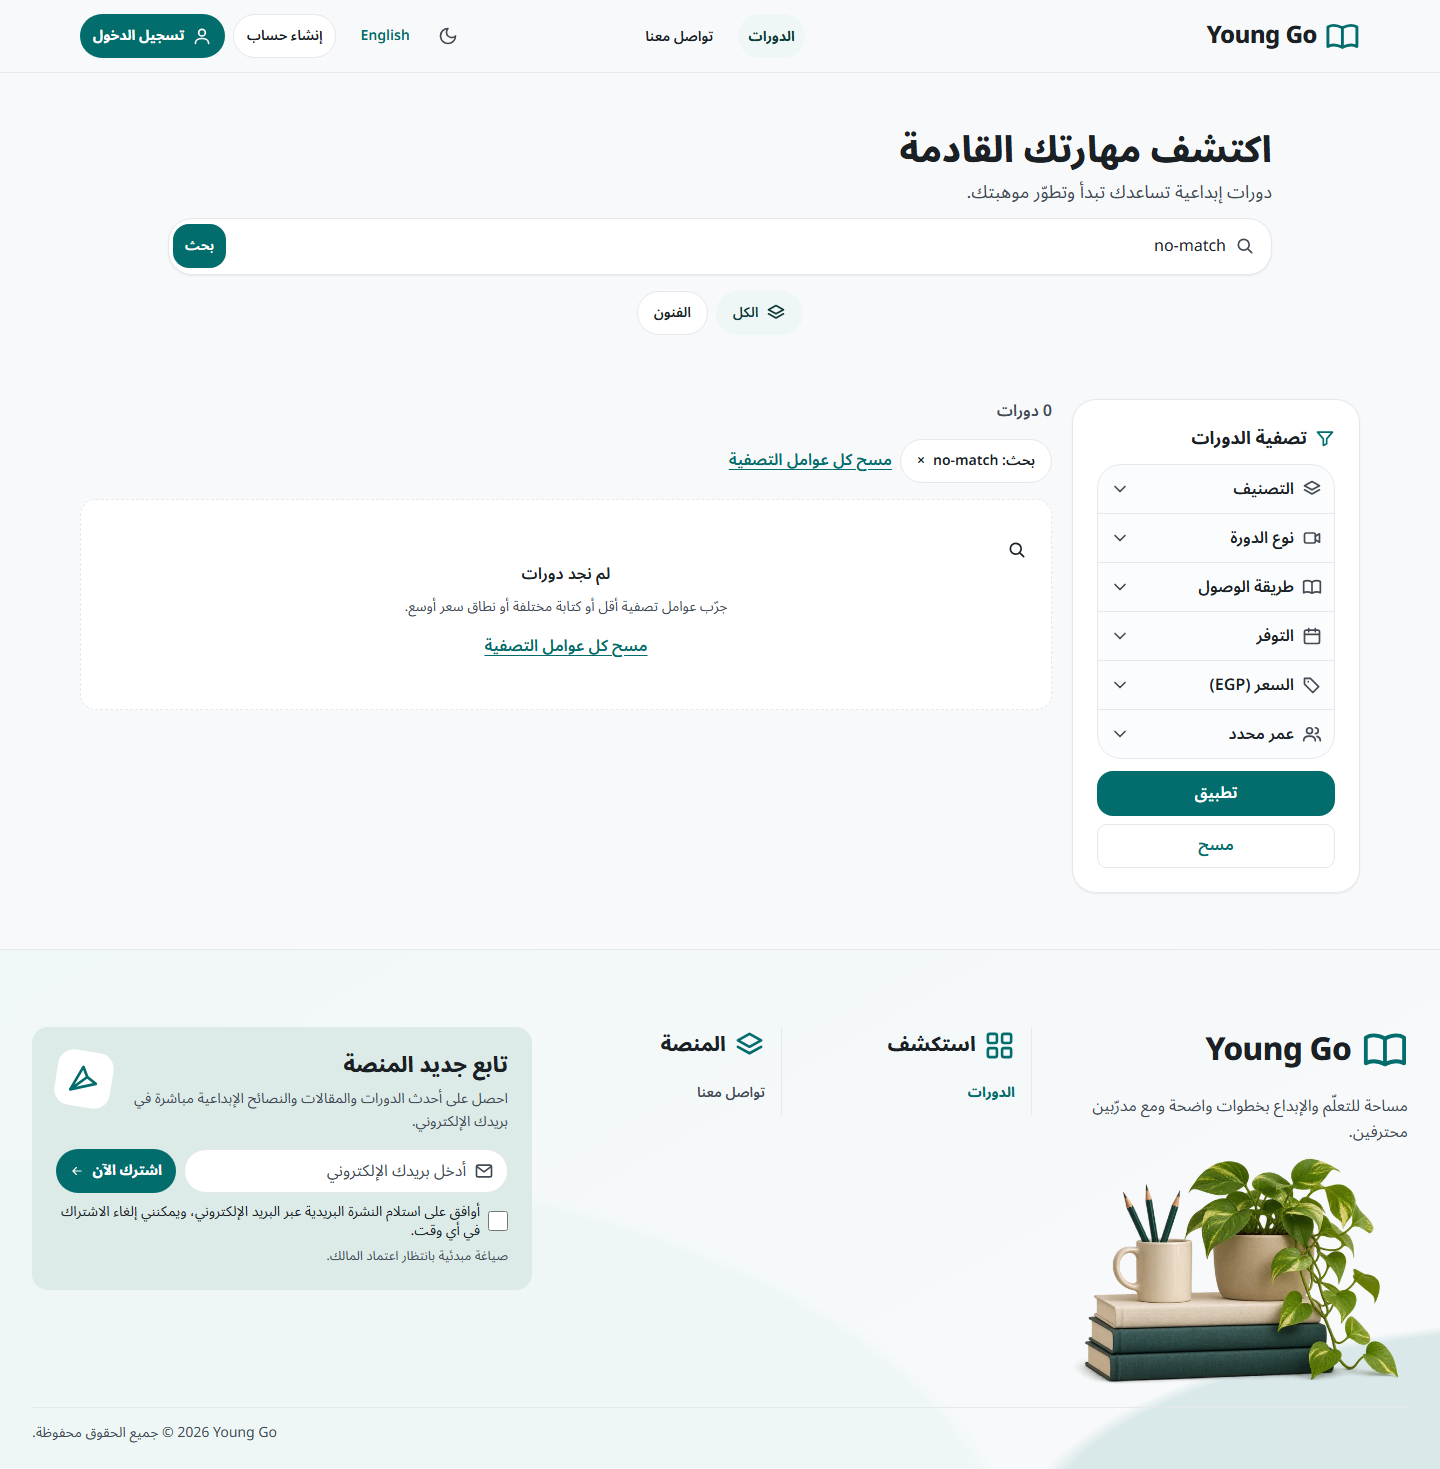 Young Go
الدورات
تواصل معنا
English
إنشاء حساب
تسجيل الدخول
اكتشف مهارتك القادمة
دورات إبداعية تساعدك تبدأ وتطوّر موهبتك.
no-match
بحث
الكل
الفنون
تصفية الدورات
التصنيف
نوع الدورة
طريقة الوصول
التوفر
السعر (EGP)
عمر محدد
تطبيق
مسح
0 دورات
بحث: no-match ×
مسح كل عوامل التصفية
لم نجد دورات
جرّب عوامل تصفية أقل أو كتابة مختلفة أو نطاق سعر أوسع.
مسح كل عوامل التصفية
Young Go
مساحة للتعلّم والإبداع بخطوات واضحة ومع مدرّبين
محترفين.
استكشف
الدورات
المنصة
تواصل معنا
تابع جديد المنصة
احصل على أحدث الدورات والمقالات والنصائح الإبداعية مباشرة في
بريدك الإلكتروني.
أدخل بريدك الإلكتروني
اشترك الآن ←
أوافق على استلام النشرة البريدية عبر البريد الإلكتروني، ويمكنني إلغاء الاشتراك
في أي وقت.
صياغة مبدئية بانتظار اعتماد المالك.
Young Go 2026 © جميع الحقوق محفوظة.